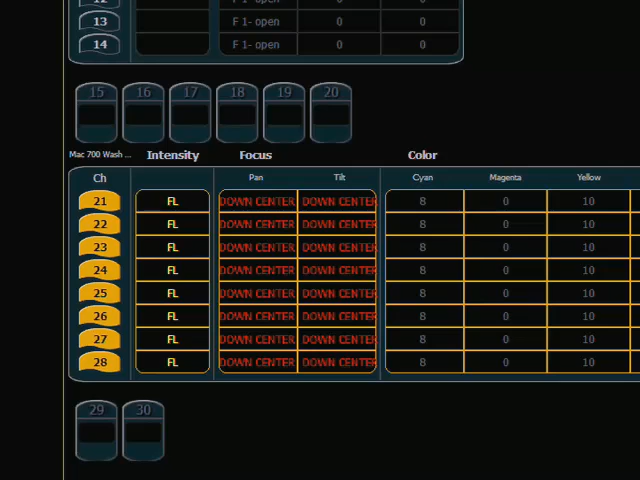 12 0 0
13 F 1- open 0 0
14 F 1- open 0 0
15 16 17 18 19 20
Mac 700 Wash ... Intensity Focus Color
Ch Pan Tilt Cyan Magenta Yellow
21 FL DOWN CENTER DOWN CENTER 8 0 10
22 FL DOWN CENTER DOWN CENTER 8 0 10
23 FL DOWN CENTER DOWN CENTER 8 0 10
24 FL DOWN CENTER DOWN CENTER 8 0 10
25 FL DOWN CENTER DOWN CENTER 8 0 10
26 FL DOWN CENTER DOWN CENTER 8 0 10
27 FL DOWN CENTER DOWN CENTER 8 0 10
28 FL DOWN CENTER DOWN CENTER 8 0 10
29 30